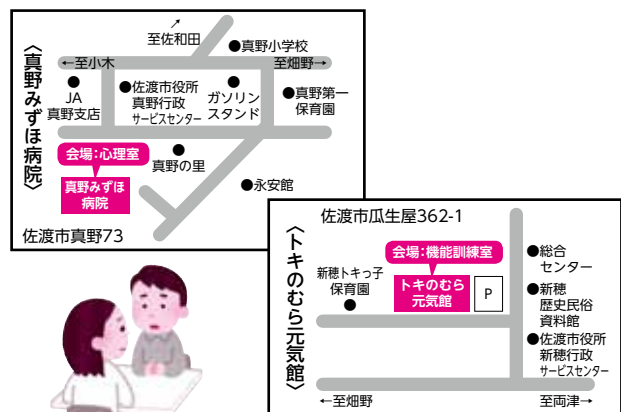 〈真野みずほ病院〉
↗
至佐和田
●真野小学校
←至小木
至畑野→
●
JA
真野支店
●佐渡市役所
真野行政
サービスセンター
●
ガソリン
スタンド
●真野第一
保育園
会場:心理室
真野みずほ
病院
●
真野の里
●永安館
佐渡市真野73
〈トキのむら元気館〉
佐渡市瓜生屋362-1
会場:機能訓練室
トキのむら
元気館
P
新穂トキっ子
保育園
●
●総合
センター
●新穂
歴史民俗
資料館
●佐渡市役所
新穂行政
サービスセンター
←至畑野
至両津→